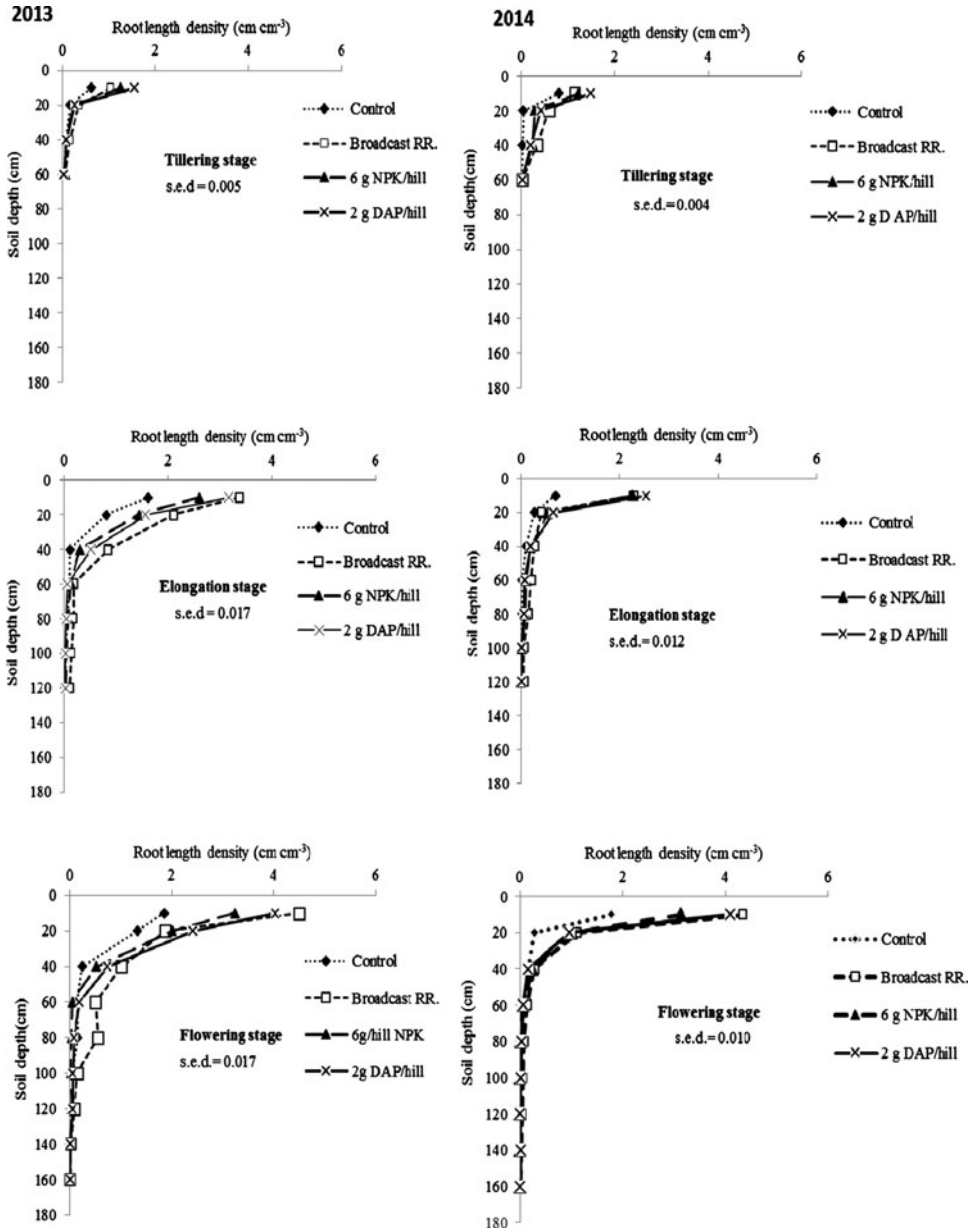 2013
Root length density (cm cm-3)
0 2 4 6
0
20
40
60
80
100
120
140
160
180
Soil depth (cm)
Control
Broadcast RR.
6 g NPK/hill
2 g DAP/hill
Tillering stage
s.e.d = 0.005
2014
Root length density (cm cm-3)
0 2 4 6
0
20
40
60
80
100
120
140
160
180
Soil depth(cm)
Control
Broadcast RR.
6 g NPK/hill
2 g D AP/hill
Tillering stage
s.e.d.= 0.004
Root length density (cm cm-3)
0 2 4 6
0
20
40
60
80
100
120
140
160
180
Soil depth (cm)
Control
Broadcast RR.
6 g NPK/hill
2 g DAP/hill
Elongation stage
s.e.d = 0.017
Root length density (cm cm-3)
0 2 4 6
0
20
40
60
80
100
120
140
160
180
Soil depth (cm)
Control
Broadcast RR.
6 g NPK/hill
2 g D AP/hill
Elongation stage
s.e.d.= 0.012
Root length density (cm cm-3)
0 2 4 6
0
20
40
60
80
100
120
140
160
180
Soil depth(cm)
Control
Broadcast RR.
6g/hill NPK
2g DAP/hill
Flowering stage
s.e.d.= 0.017
Root length density (cm cm-3)
0 2 4 6
0
20
40
60
80
100
120
140
160
180
Soil depth (cm)
Control
Broadcast RR.
6 g NPK/hill
2 g DAP/hill
Flowering stage
s.e.d.= 0.010